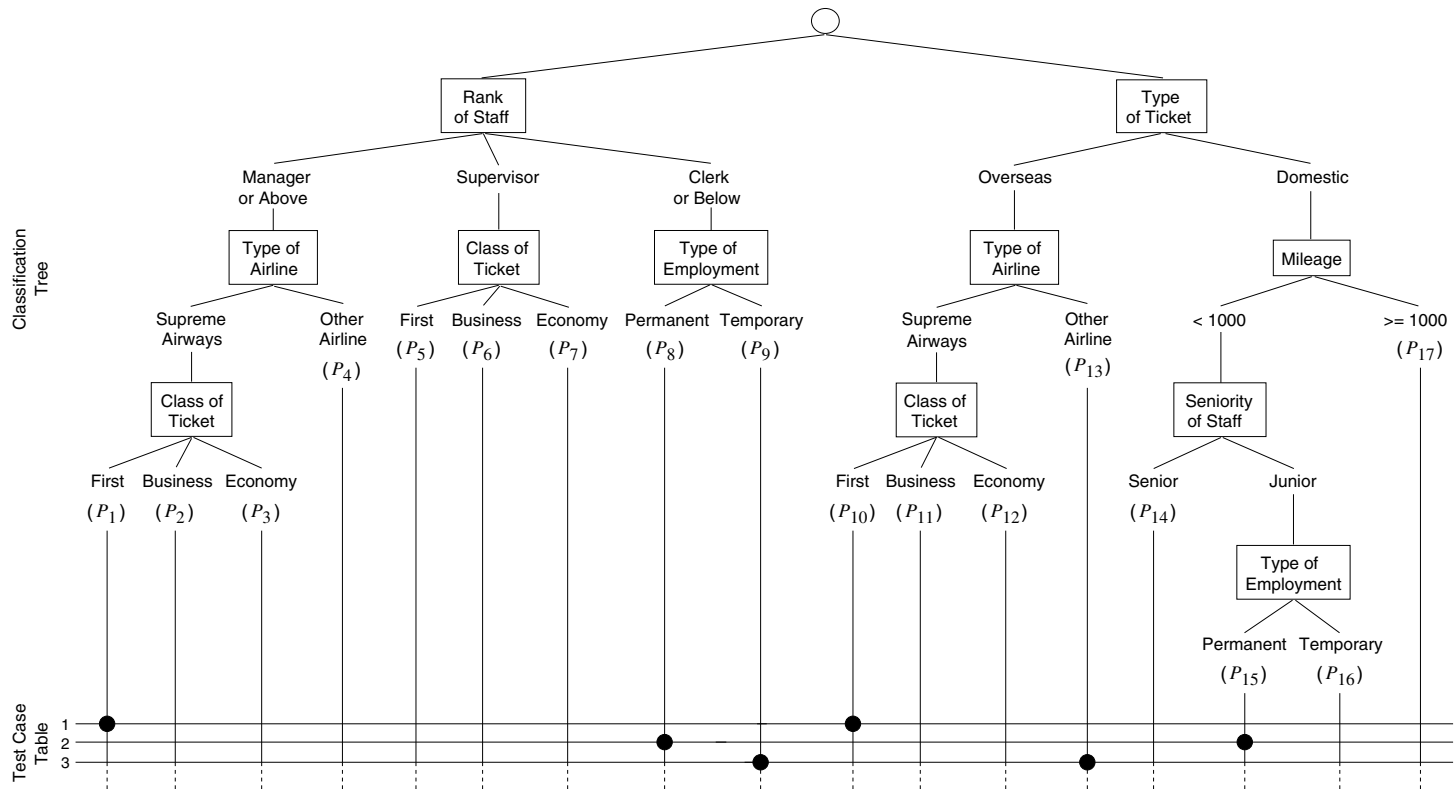 Rank
of Staff
Type
of Ticket
Manager
or Above
Supervisor
Clerk
or Below
Overseas
Domestic
Classification
Tree
Type of
Airline
Class of
Ticket
Type of
Employment
Type of
Airline
Mileage
Supreme
Airways
Other
Airline
(P4)
First
(P5)
Business
(P6)
Economy
(P7)
Permanent
(P8)
Temporary
(P9)
Supreme
Airways
Other
Airline
(P13)
< 1000
>= 1000
(P17)
Class of
Ticket
Class of
Ticket
Seniority
of Staff
First
(P1)
Business
(P2)
Economy
(P3)
First
(P10)
Business
(P11)
Economy
(P12)
Senior
(P14)
Junior
Type of
Employment
Permanent
(P15)
Temporary
(P16)
Test Case
Table
1
2
3